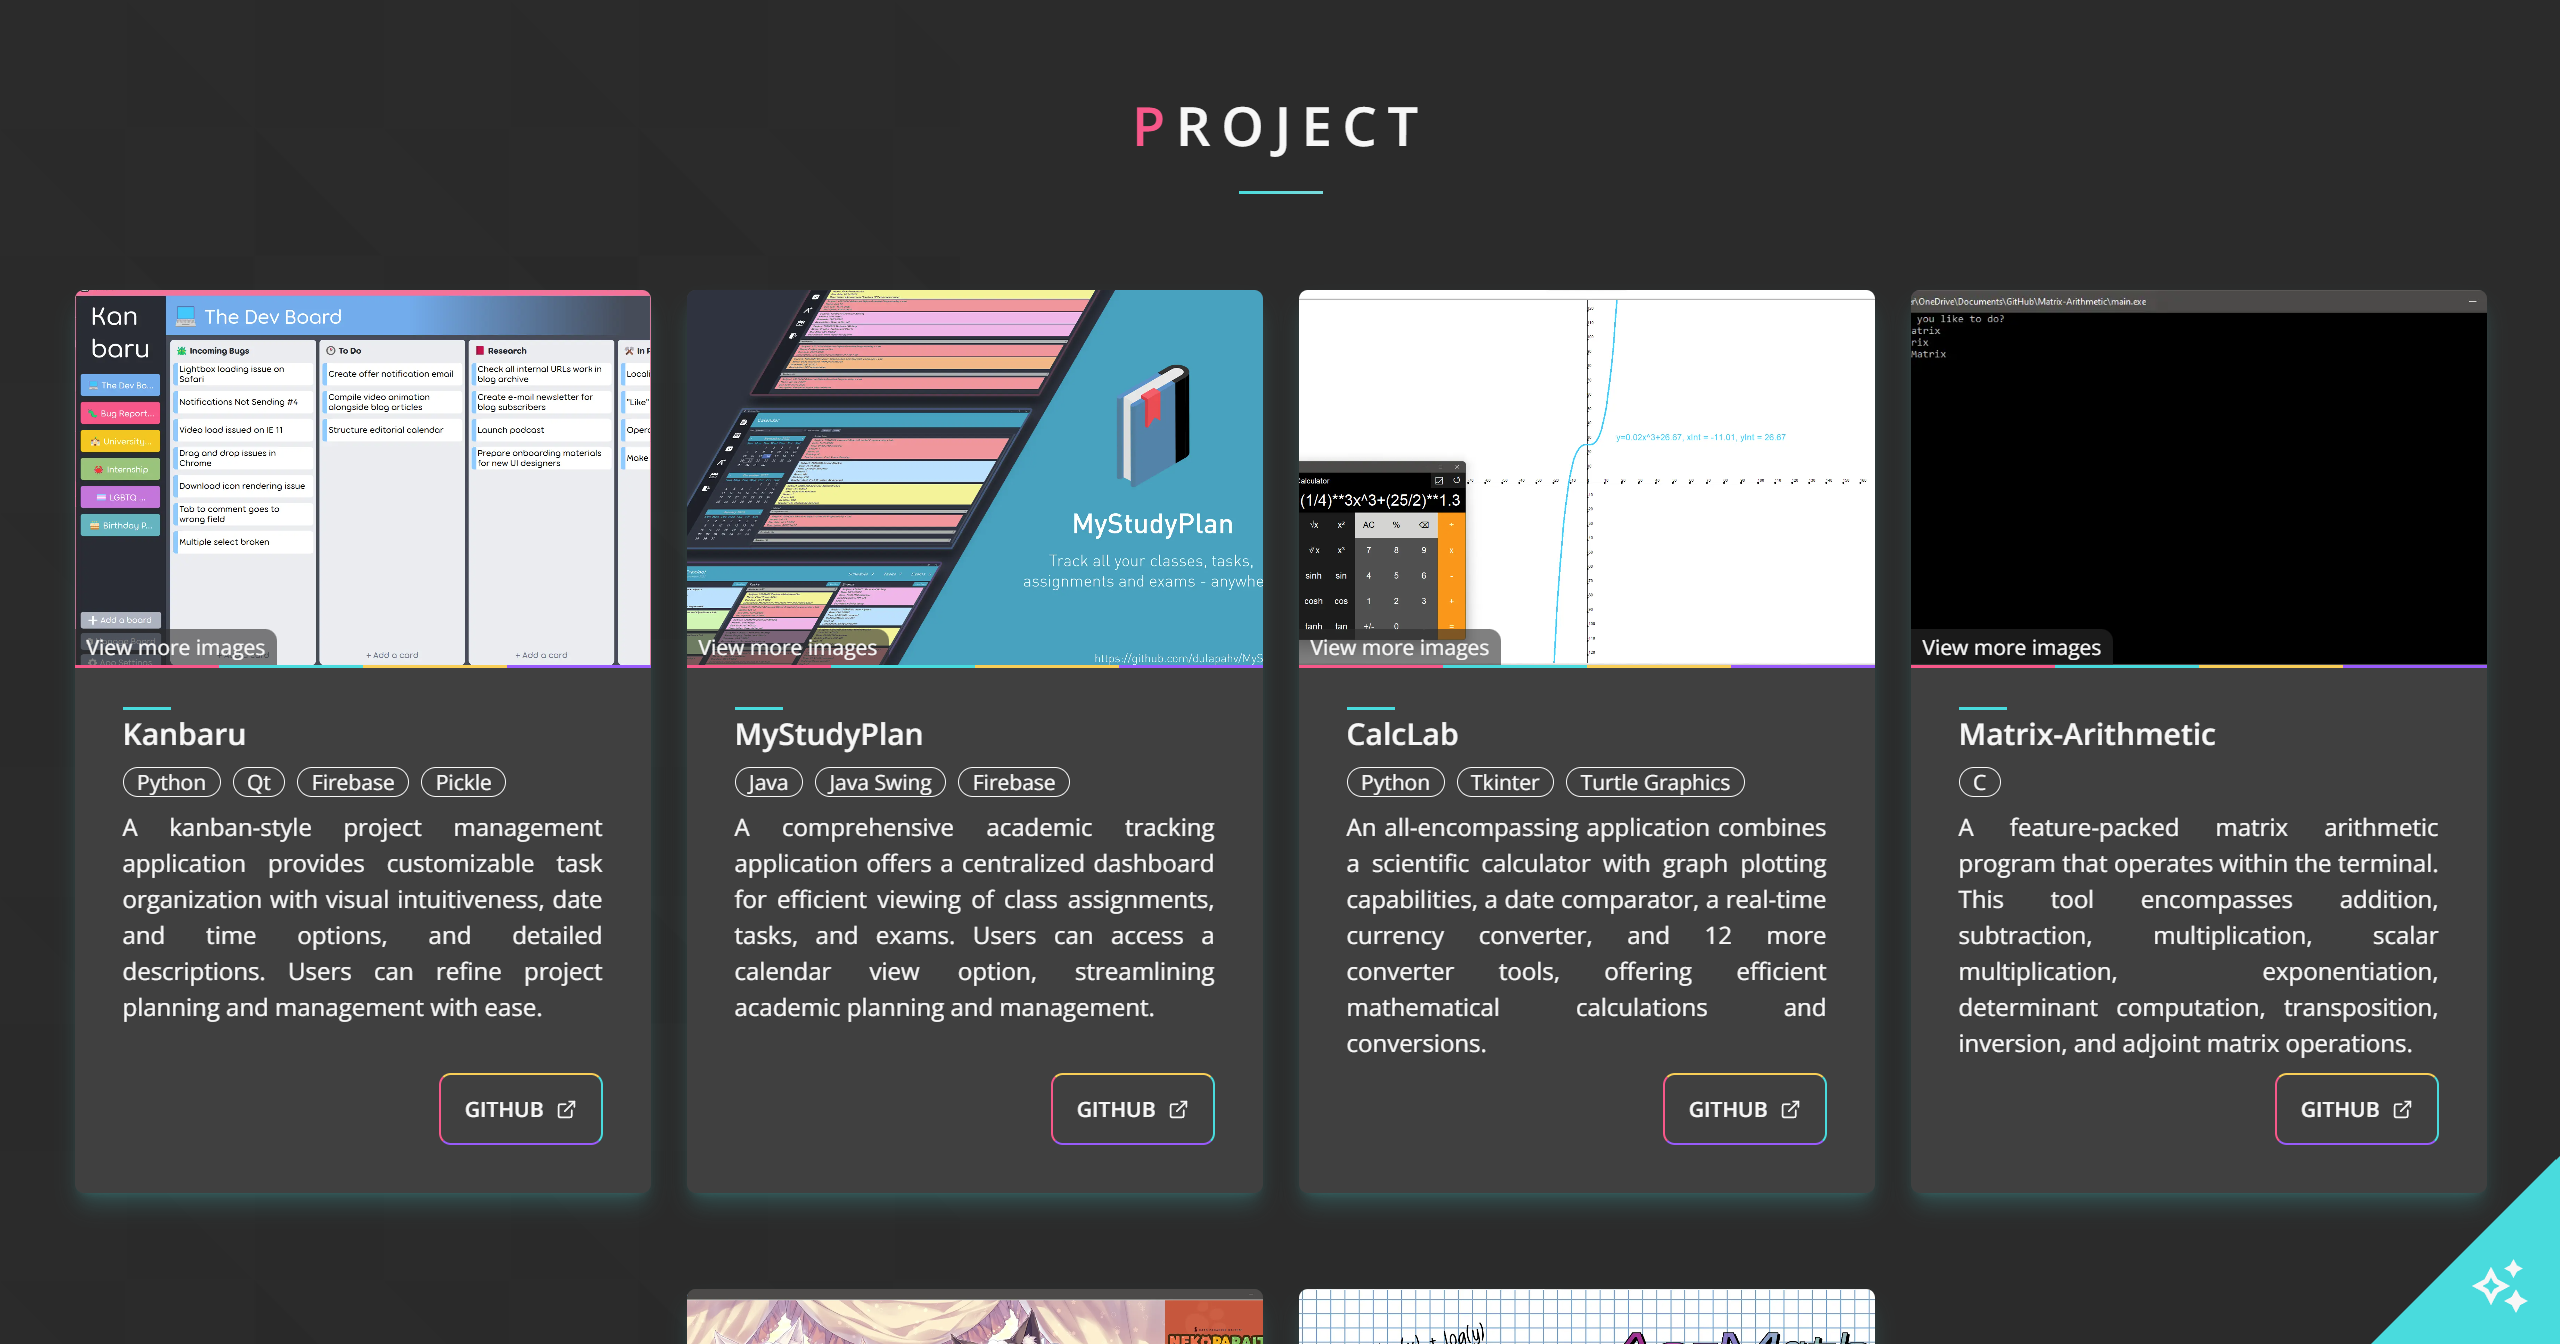 PROJECT
Kan
baru
The Dev Bo...
Bug Report...
University...
Internship
LGBTQ ...
Birthday P...
+ Add a board
The Dev Board
Incoming Bugs
Lightbox loading issue on
Safari
Notifications Not Sending #4
Video load issued on IE 11
Drag and drop issues in
Chrome
Download icon rendering issue
Tab to comment goes to
wrong field
Multiple select broken
To Do
Create offer notification email
Compile video animation
alongside blog articles
Structure editorial calendar
+ Add a card
Research
Check all internal URLs work in
blog archive
Create e-mail newsletter for
blog subscribers
Launch podcast
Prepare onboarding materials
for new UI designers
+ Add a card
In P
Locali
"Like"
Opera
Make
View more images
Kanbaru
Python Qt Firebase Pickle
A kanban-style project management
application provides customizable task
organization with visual intuitiveness, date
and time options, and detailed
descriptions. Users can refine project
planning and management with ease.
GITHUB
MyStudyPlan
Track all your classes, tasks,
assignments and exams - anywhe
https://github.com/dulapahv/MyS
View more images
MyStudyPlan
Java Java Swing Firebase
A comprehensive academic tracking
application offers a centralized dashboard
for efficient viewing of class assignments,
tasks, and exams. Users can access a
calendar view option, streamlining
academic planning and management.
GITHUB
y=0.02x^3+26.67, xint = -11.01, yint = 26.67
alculator
(1/4)**3x^3+(25/2)**1.3
√x x² AC % ⌫ ÷
∛x x³ 7 8 9 x
sinh sin 4 5 6 -
cosh cos 1 2 3 +
tanh tan +/- 0 . =
View more images
CalcLab
Python Tkinter Turtle Graphics
An all-encompassing application combines
a scientific calculator with graph plotting
capabilities, a date comparator, a real-time
currency converter, and 12 more
converter tools, offering efficient
mathematical calculations and
conversions.
GITHUB
r\OneDrive\Documents\GitHub\Matrix-Arithmetic\main.exe
you like to do?
atrix
rix
Matrix
View more images
Matrix-Arithmetic
C
A feature-packed matrix arithmetic
program that operates within the terminal.
This tool encompasses addition,
subtraction, multiplication, scalar
multiplication, exponentiation,
determinant computation, transposition,
inversion, and adjoint matrix operations.
GITHUB